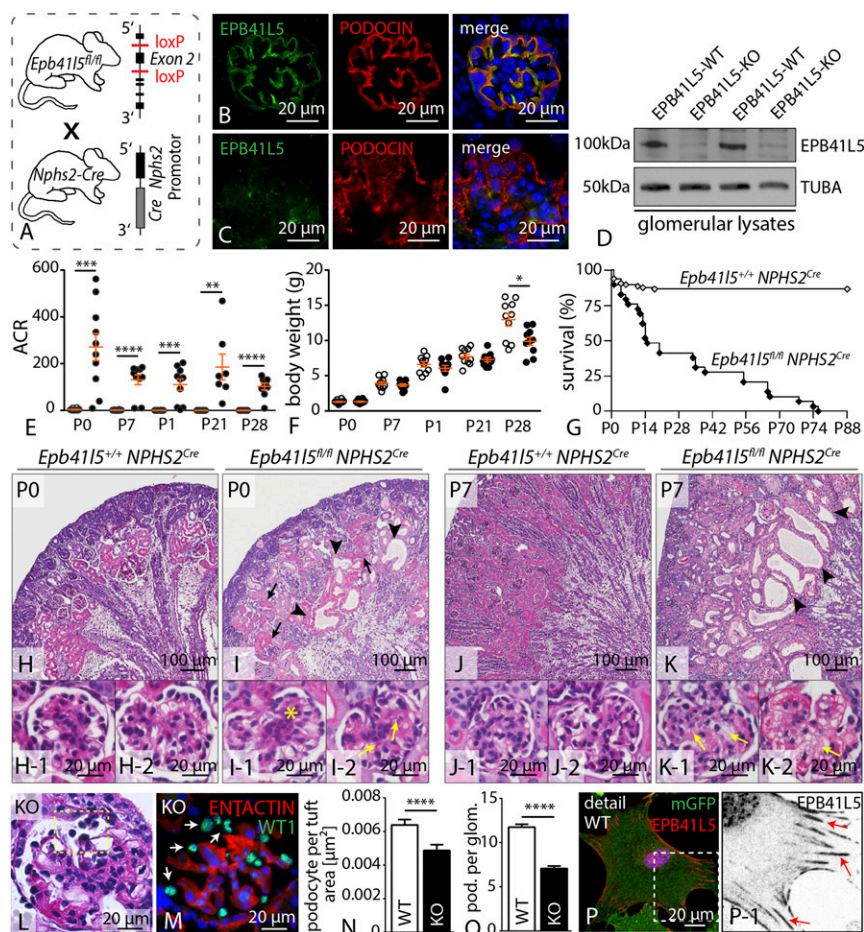 5‘
loxP
Epb41l5fl/fl
Exon 2
loxP
3‘
X
5‘
Nphs2-Cre
Cre Nphs2
Promotor
3‘
A
EPB41L5 PODOCIN merge
B 20 µm 20 µm 20 µm
EPB41L5 PODOCIN merge
C 20 µm 20 µm 20 µm
EPB41L5-WT EPB41L5-KO EPB41L5-WT EPB41L5-KO
100kDa EPB41L5
50kDa TUBA
D glomerular lysates
600
400
200
0
ACR
*** **** *** ** ****
E P0 P7 P1 P21 P28
20
15
10
5
0
body weight (g)
*
F P0 P7 P1 P21 P28
100
75
50
25
0
survival (%)
Epb41l5+/+ NPHS2Cre
Epb41l5fl/fl NPHS2Cre
G P0 P14 P28 P42 P56 P70 P74 P88
Epb41l5+/+ NPHS2Cre Epb41l5fl/fl NPHS2Cre Epb41l5+/+ NPHS2Cre Epb41l5fl/fl NPHS2Cre
P0 P0 P7 P7
H 100 µm I 100 µm J 100 µm K 100 µm
*
H-1 20 µm H-2 20 µm I-1 20 µm I-2 20 µm J-1 20 µm J-2 20 µm K-1 20 µm K-2 20 µm
KO
L 20 µm
KO ENTACTIN
WT1
M 20 µm
podocyte per tuft
area [µm²]
0.008
0.006
0.004
0.002
0
****
WT KO
N
pod. per glom.
15
10
5
0
****
WT KO
O
detail mGFP
WT EPB41L5
P 20 µm
EPB41L5
P-1